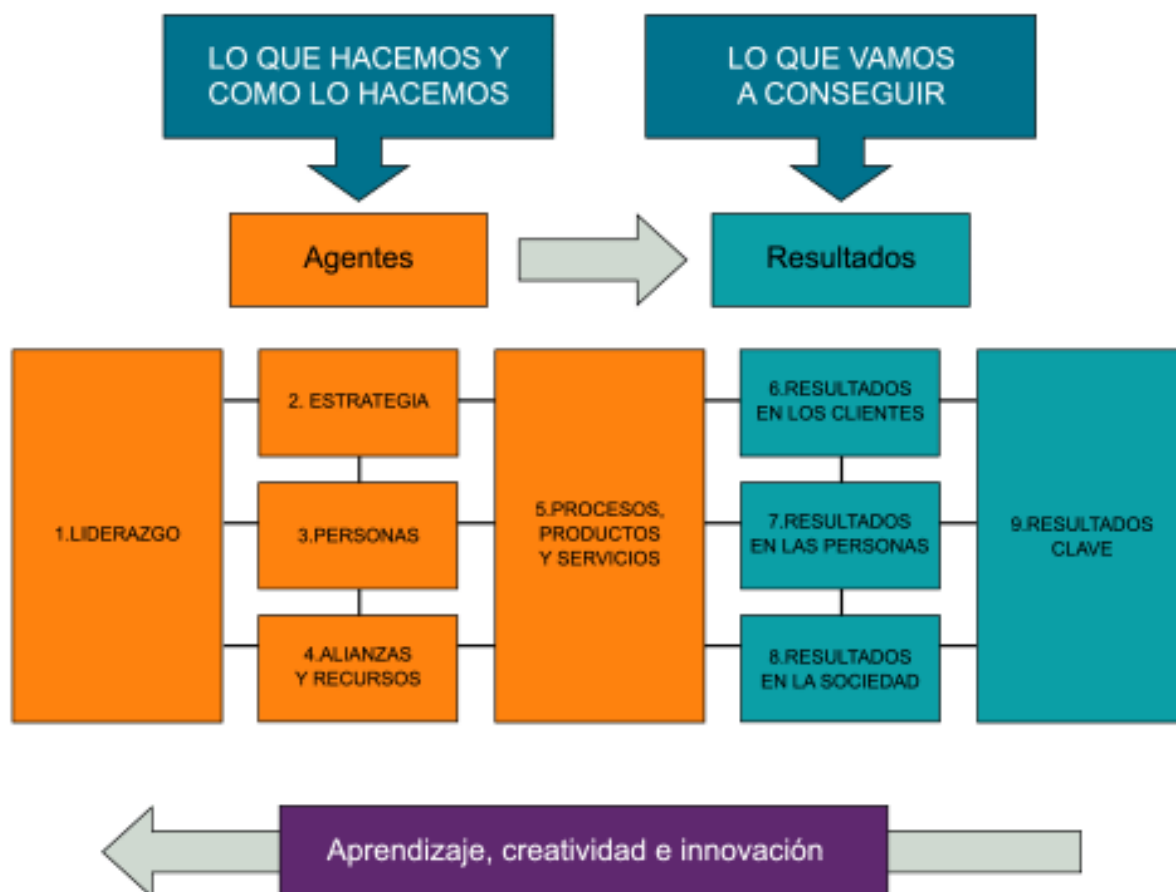 LO QUE HACEMOS Y
COMO LO HACEMOS
LO QUE VAMOS
A CONSEGUIR
Agentes
Resultados
1.LIDERAZGO
2. ESTRATEGIA
3.PERSONAS
4.ALIANZAS
Y RECURSOS
5.PROCESOS,
PRODUCTOS
Y SERVICIOS
6.RESULTADOS
EN LOS CLIENTES
7.RESULTADOS
EN LAS PERSONAS
8.RESULTADOS
EN LA SOCIEDAD
9.RESULTADOS
CLAVE
Aprendizaje, creatividad e innovación